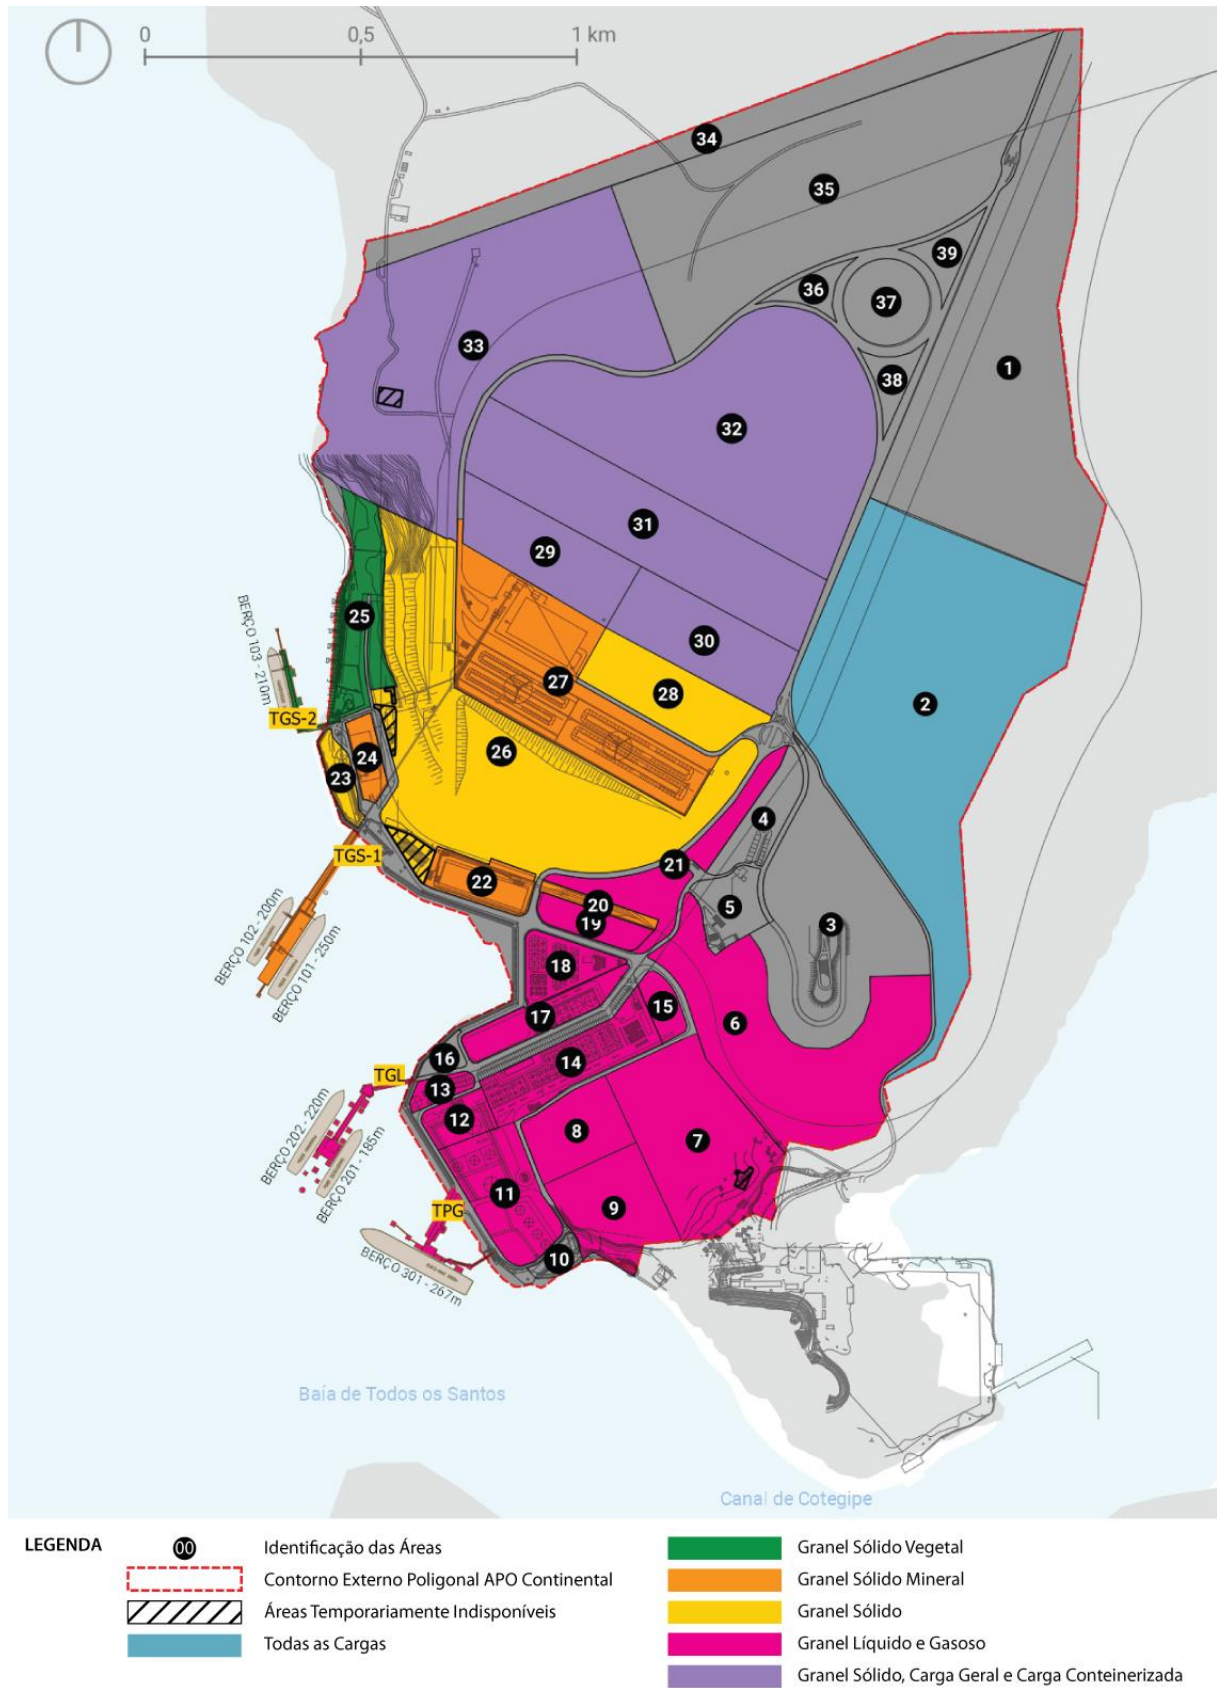 0 0,5 1 km
34
35
39
36
37
33
1
38
32
31
29
25
30
BERÇO 103 - 210m
27
28
2
TGS-2
26
24
23
4
TGS-1
21
22
20
5
19
3
BERÇO 102 - 200m
BERÇO 101 - 250m
18
15
17
6
16
14
TGL
13
12
8
7
BERÇO 202 - 220m
BERÇO 201 - 185m
11
9
TPG
10
BERÇO 301 - 267m
Baía de Todos os Santos
Canal de Cotegipe
LEGENDA
00 Identificação das Áreas
Contorno Externo Poligonal APO Continental
Áreas Temporariamente Indisponíveis
Todas as Cargas
Granel Sólido Vegetal
Granel Sólido Mineral
Granel Sólido
Granel Líquido e Gasoso
Granel Sólido, Carga Geral e Carga Conteinerizada